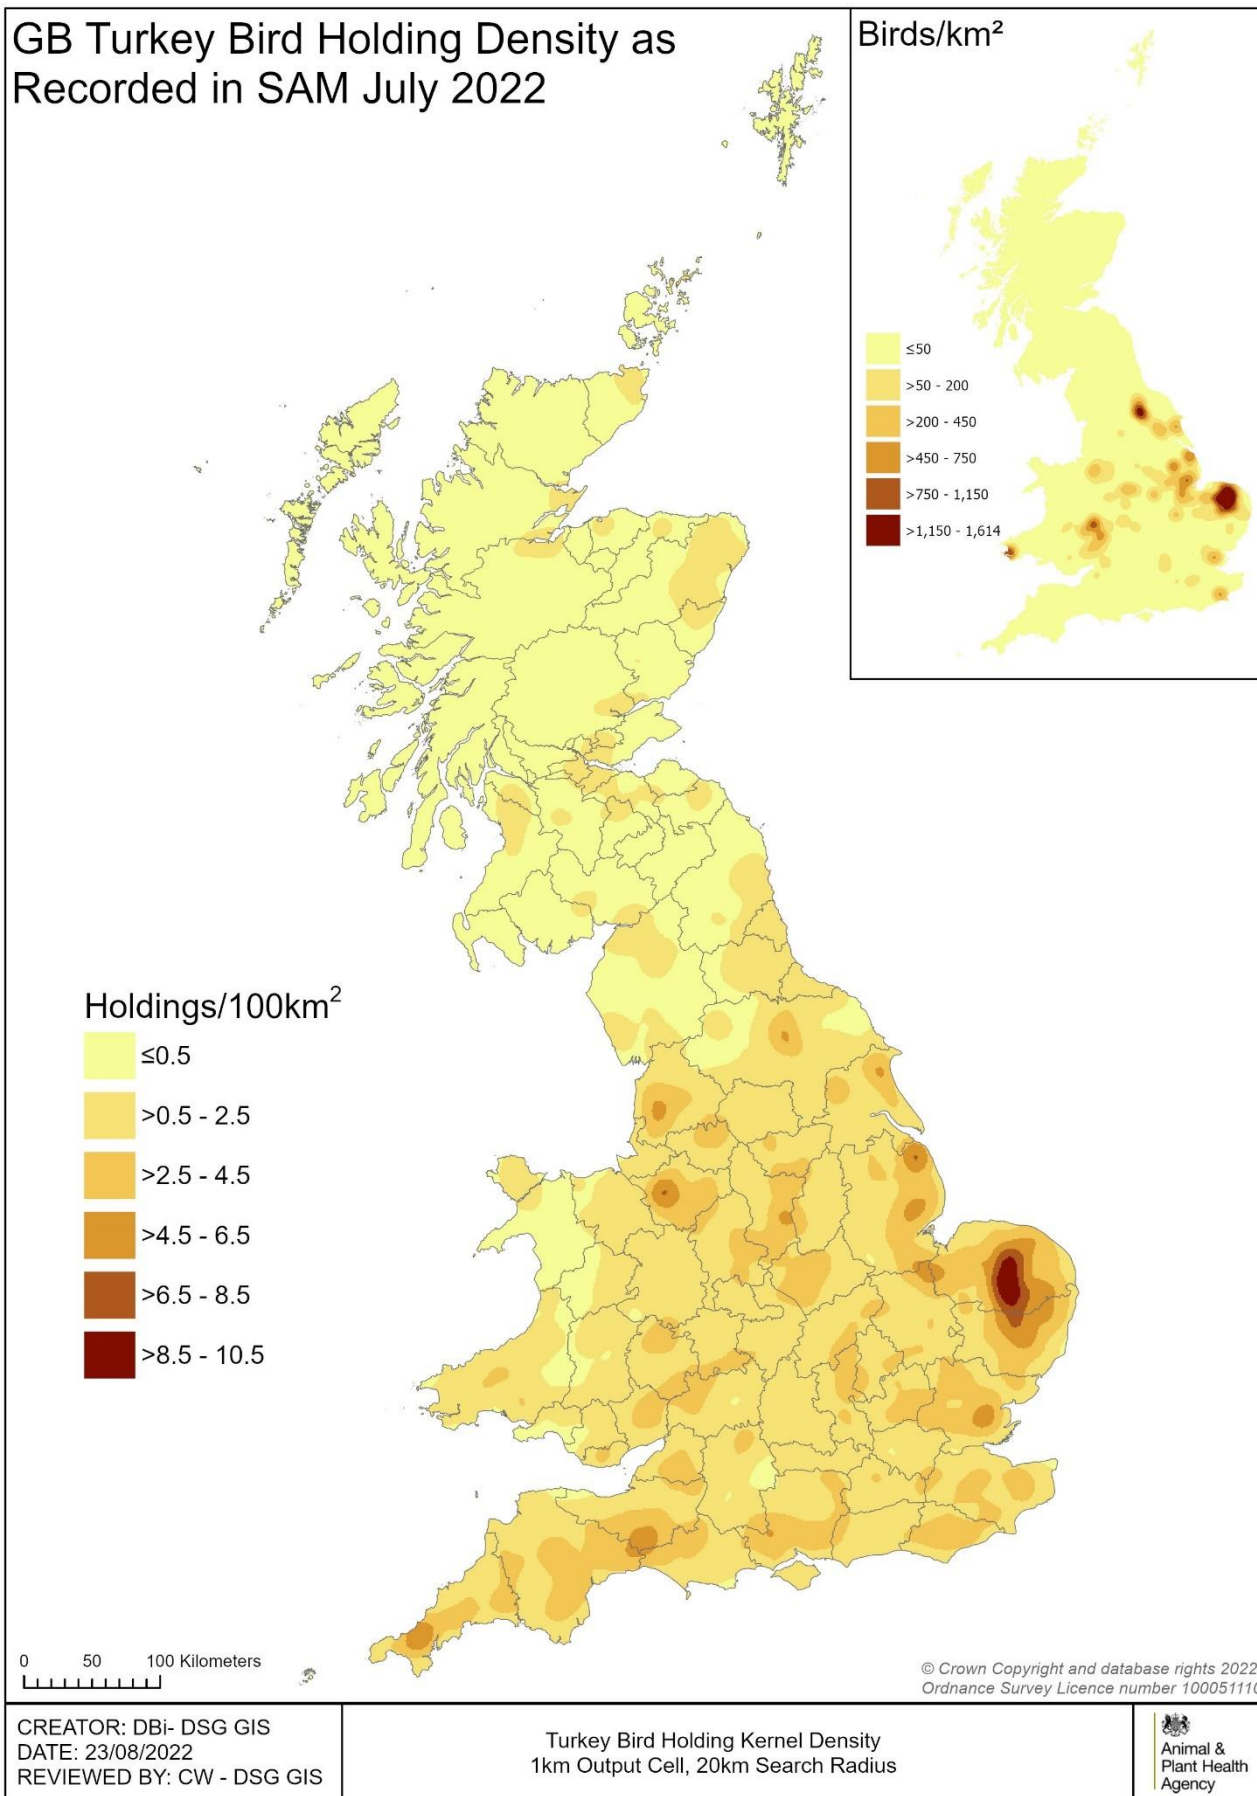 GB Turkey Bird Holding Density as
Recorded in SAM July 2022
Birds/km²
≤50
>50 - 200
>200 - 450
>450 - 750
>750 - 1,150
>1,150 - 1,614
Holdings/100km²
≤0.5
>0.5 - 2.5
>2.5 - 4.5
>4.5 - 6.5
>6.5 - 8.5
>8.5 - 10.5
0 50 100 Kilometers
© Crown Copyright and database rights 2022
Ordnance Survey Licence number 100051110
CREATOR: DBi- DSG GIS
DATE: 23/08/2022
REVIEWED BY: CW - DSG GIS
Turkey Bird Holding Kernel Density
1km Output Cell, 20km Search Radius
Animal &
Plant Health
Agency